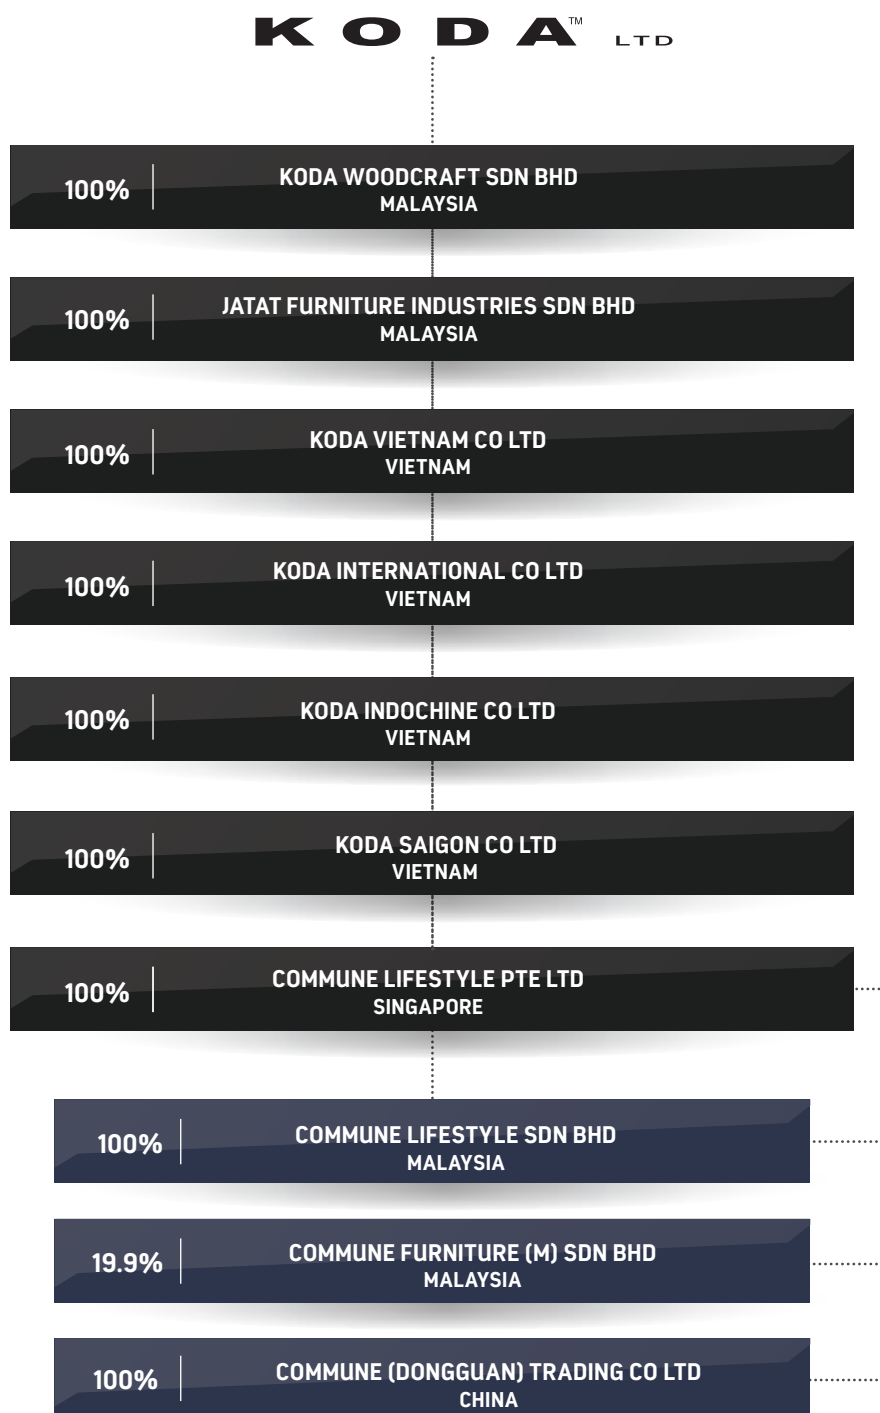 KODA™ LTD
100%
KODA WOODCRAFT SDN BHD
MALAYSIA
100%
JATAT FURNITURE INDUSTRIES SDN BHD
MALAYSIA
100%
KODA VIETNAM CO LTD
VIETNAM
100%
KODA INTERNATIONAL CO LTD
VIETNAM
100%
KODA INDOCHINE CO LTD
VIETNAM
100%
KODA SAIGON CO LTD
VIETNAM
100%
COMMUNE LIFESTYLE PTE LTD
SINGAPORE
100%
COMMUNE LIFESTYLE SDN BHD
MALAYSIA
19.9%
COMMUNE FURNITURE (M) SDN BHD
MALAYSIA
100%
COMMUNE (DONGGUAN) TRADING CO LTD
CHINA